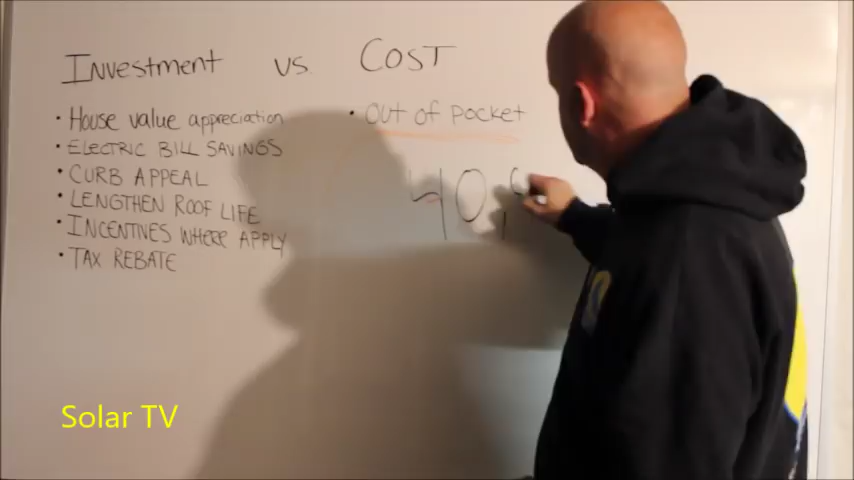 Investment vs. Cost
• House value appreciation
• ELECTRIC BILL SAVINGS
• CURB APPEAL
• LENGTHEN ROOF LIFE
• INCENTIVES WHERE APPLY
• TAX REBATE
• Out of pocket
40,
Solar TV